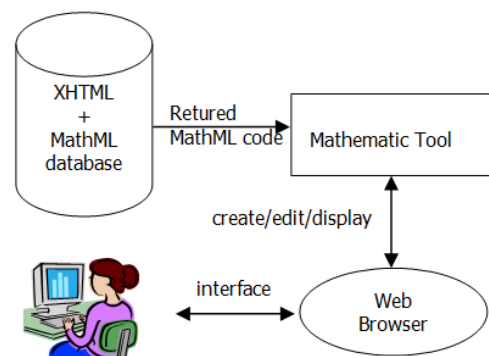 XHTML
+
MathML
database
Retured
MathML code
Mathematic Tool
create/edit/display
interface
Web
Browser